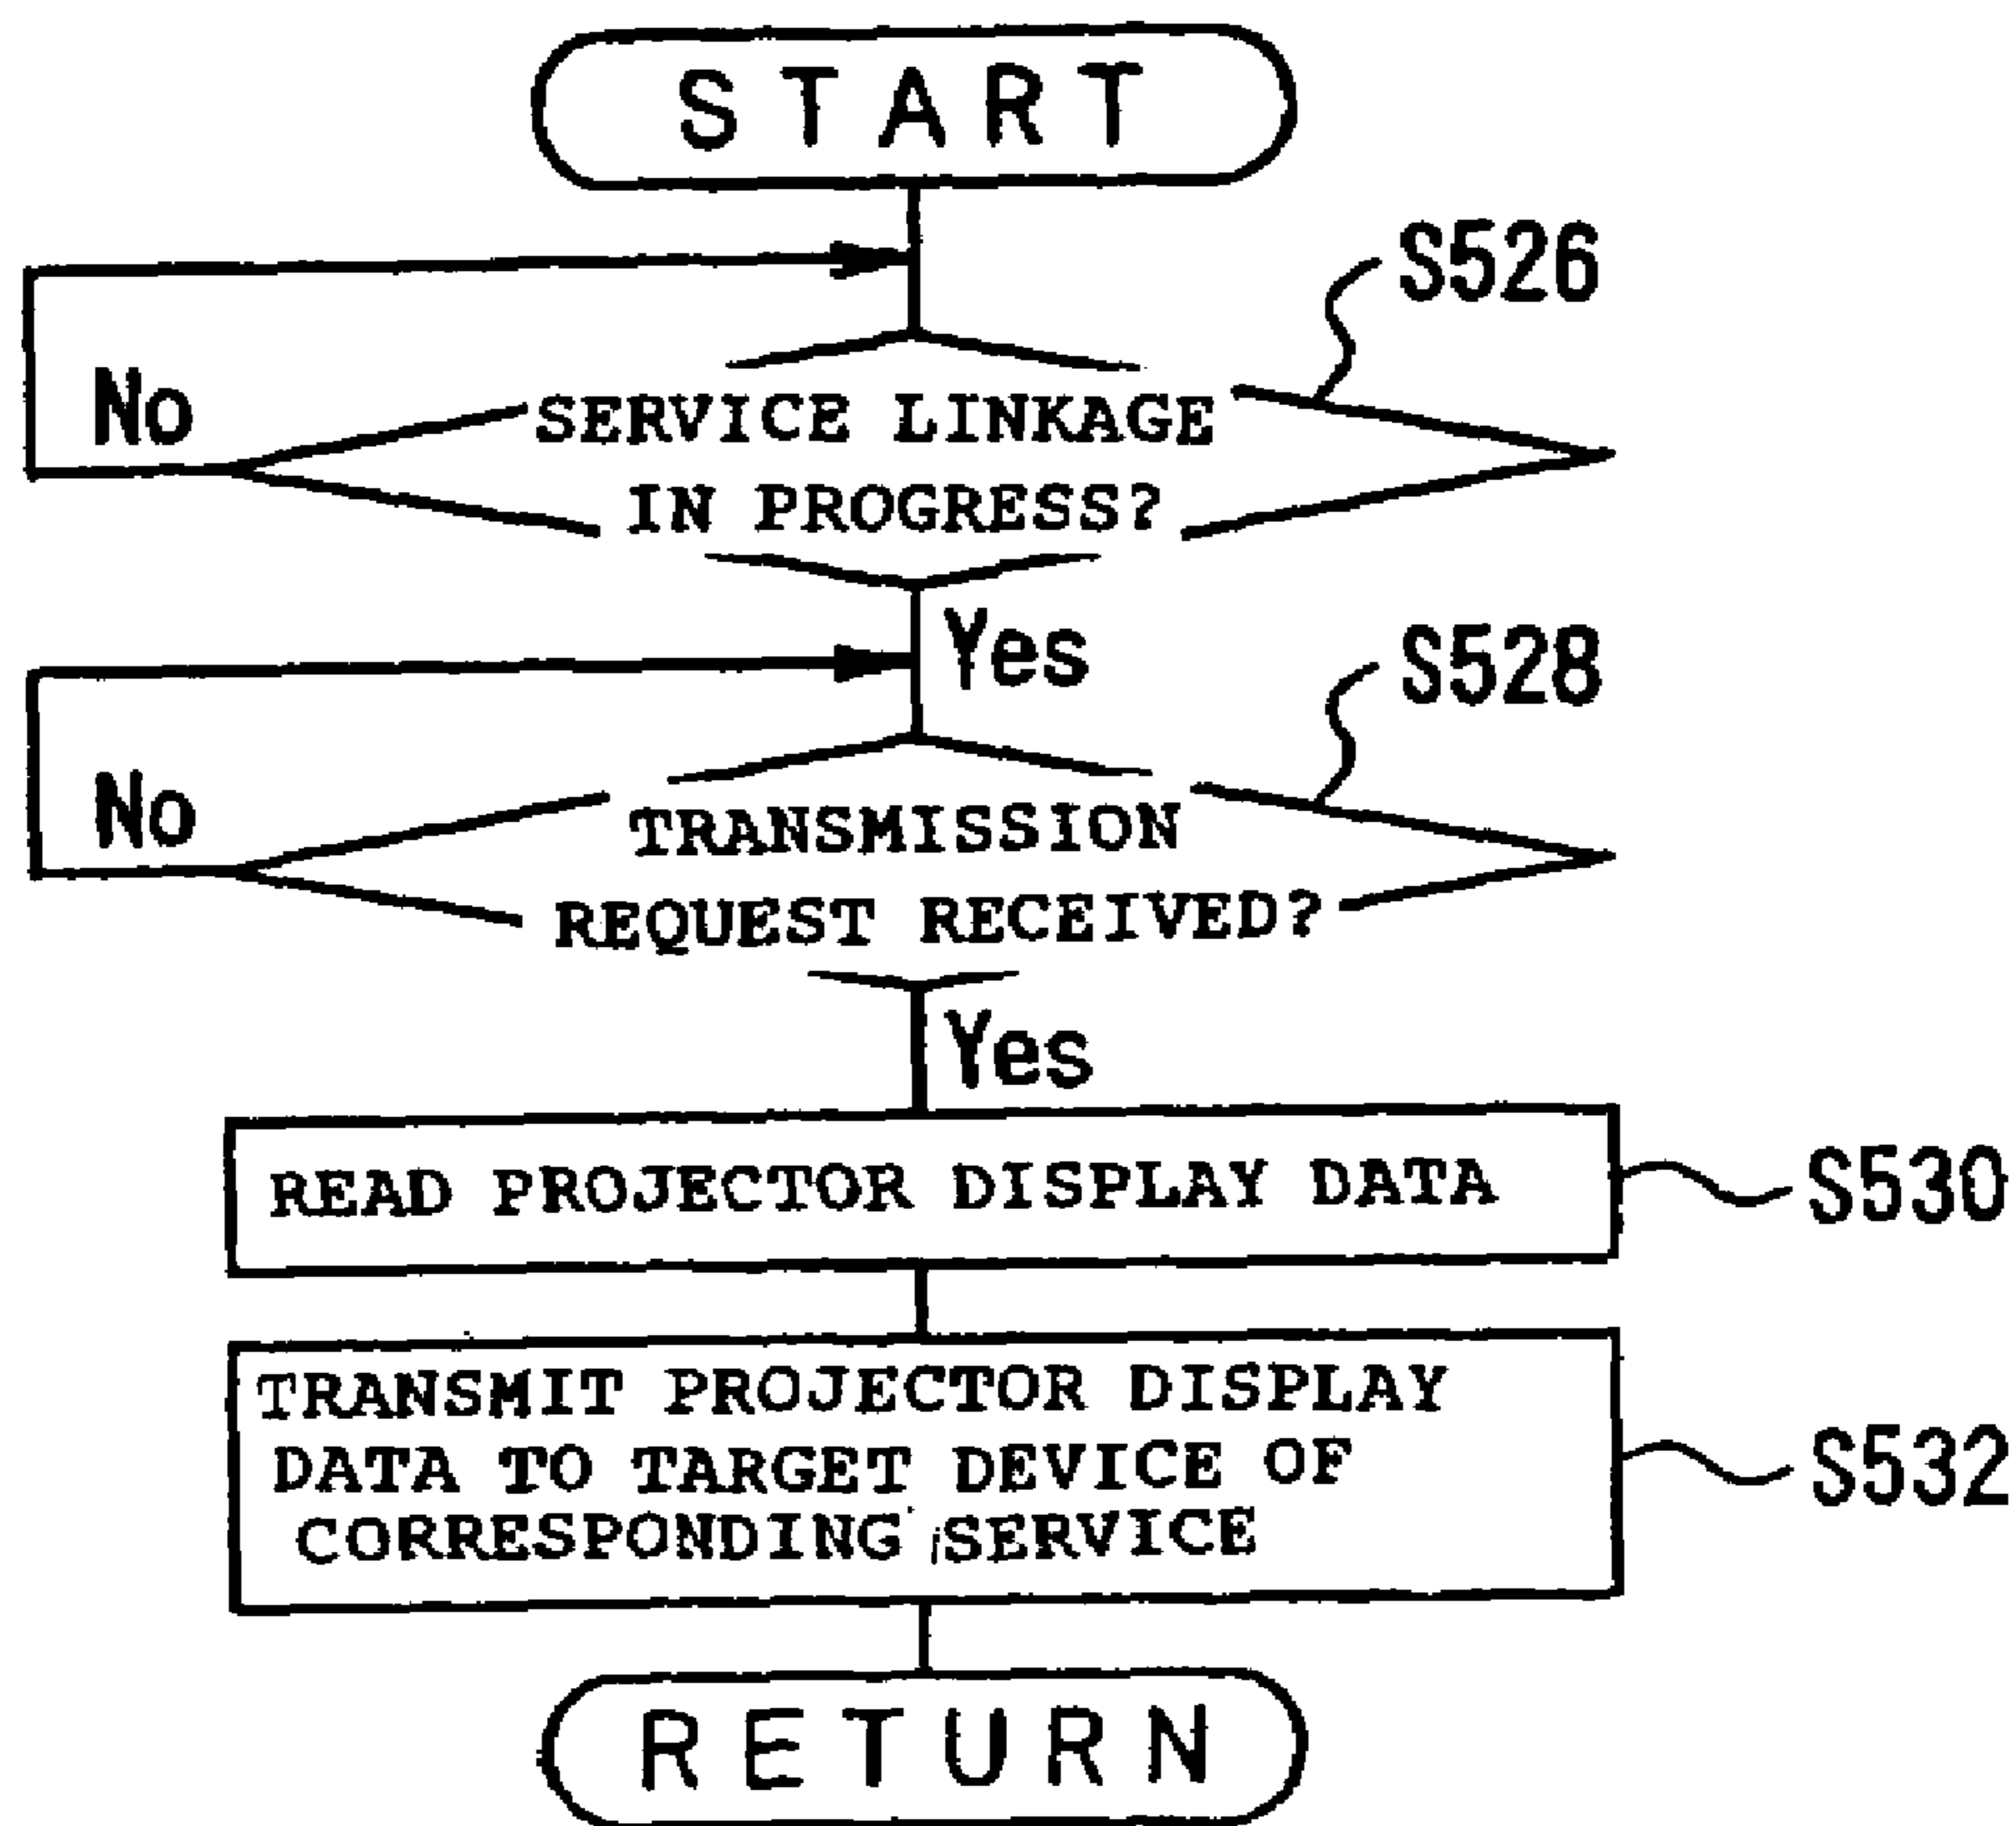 START
S526
No
SERVICE LINKAGE
IN PROGRESS?
Yes
S528
No
TRANSMISSION
REQUEST RECEIVED?
Yes
READ PROJECTOR DISPLAY DATA
S530
TRANSMIT PROJECTOR DISPLAY
DATA TO TARGET DEVICE OF
CORRESPONDING SERVICE
S532
RETURN